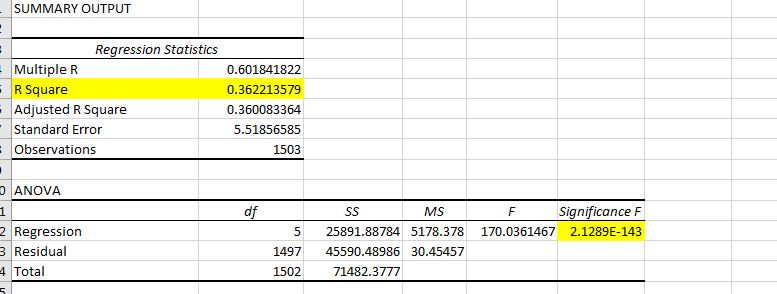 SUMMARY OUTPUT
Regression Statistics
Multiple R 0.601841822
R Square 0.362213579
Adjusted R Square 0.360083364
Standard Error 5.51856585
Observations 1503
ANOVA
df SS MS F Significance F
Regression 5 25891.88784 5178.378 170.0361467 2.1289E-143
Residual 1497 45590.48986 30.45457
Total 1502 71482.3777